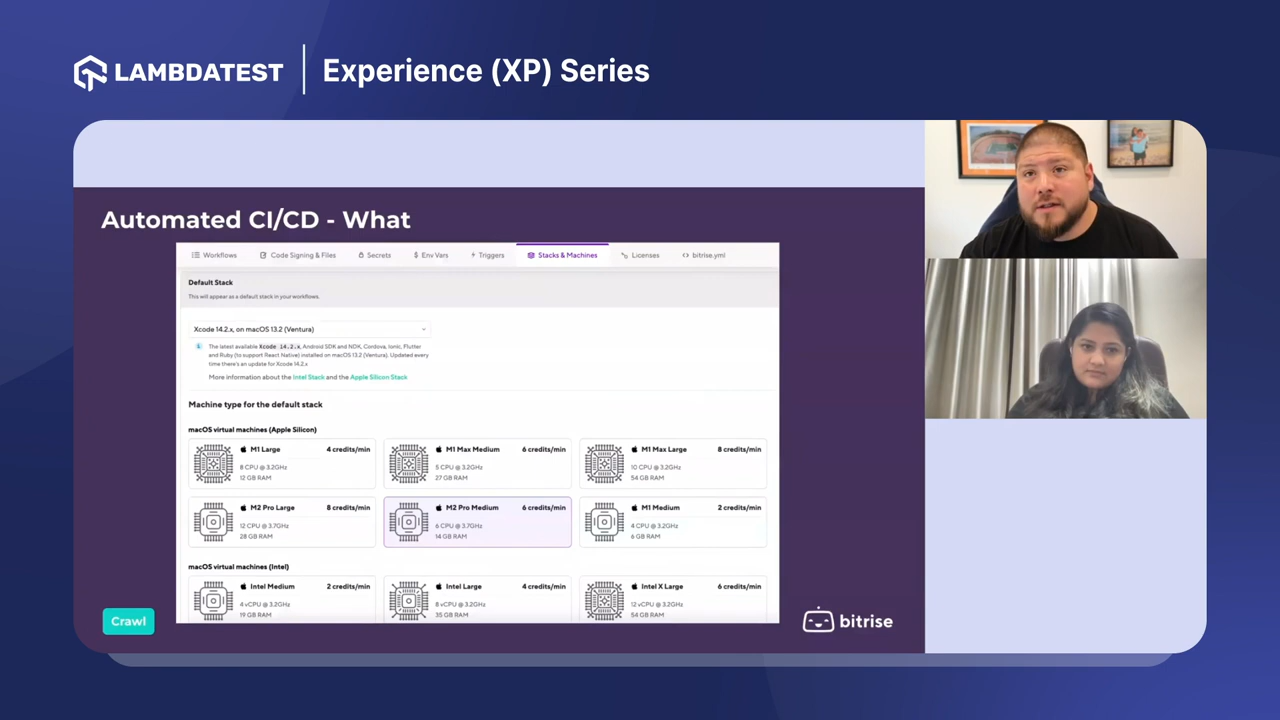 LAMBDATEST
Experience (XP) Series
Automated CI/CD - What
Workflows
Code Signing & Files
Secrets
$ Env Vars
Triggers
Stacks & Machines
Licenses
<> bitrise.yml
Default Stack
This will appear as a default stack in your workflows.
Xcode 14.2.x, on macOS 13.2 (Ventura)
The latest available Xcode 14.2.x, Android SDK and NDK, Cordova, Ionic, Flutter
and Ruby (to support React Native) installed on macOS 13.2 (Ventura). Updated every
time there's an update for Xcode 14.2.x
More information about the Intel Stack and the Apple Silicon Stack
Machine type for the default stack
macOS virtual machines (Apple Silicon)
M1 Large 4 credits/min
8 CPU @ 3.2GHz
12 GB RAM
M1 Max Medium 6 credits/min
5 CPU @ 3.2GHz
27 GB RAM
M1 Max Large 8 credits/min
10 CPU @ 3.2GHz
54 GB RAM
M2 Pro Large 8 credits/min
12 CPU @ 3.7GHz
28 GB RAM
M2 Pro Medium 6 credits/min
6 CPU @ 3.7GHz
14 GB RAM
M1 Medium 2 credits/min
4 CPU @ 3.2GHz
6 GB RAM
macOS virtual machines (Intel)
Intel Medium 2 credits/min
4 vCPU @ 3.2GHz
19 GB RAM
Intel Large 4 credits/min
8 vCPU @ 3.2GHz
35 GB RAM
Intel X Large 6 credits/min
12 vCPU @ 3.2GHz
54 GB RAM
Crawl
bitrise